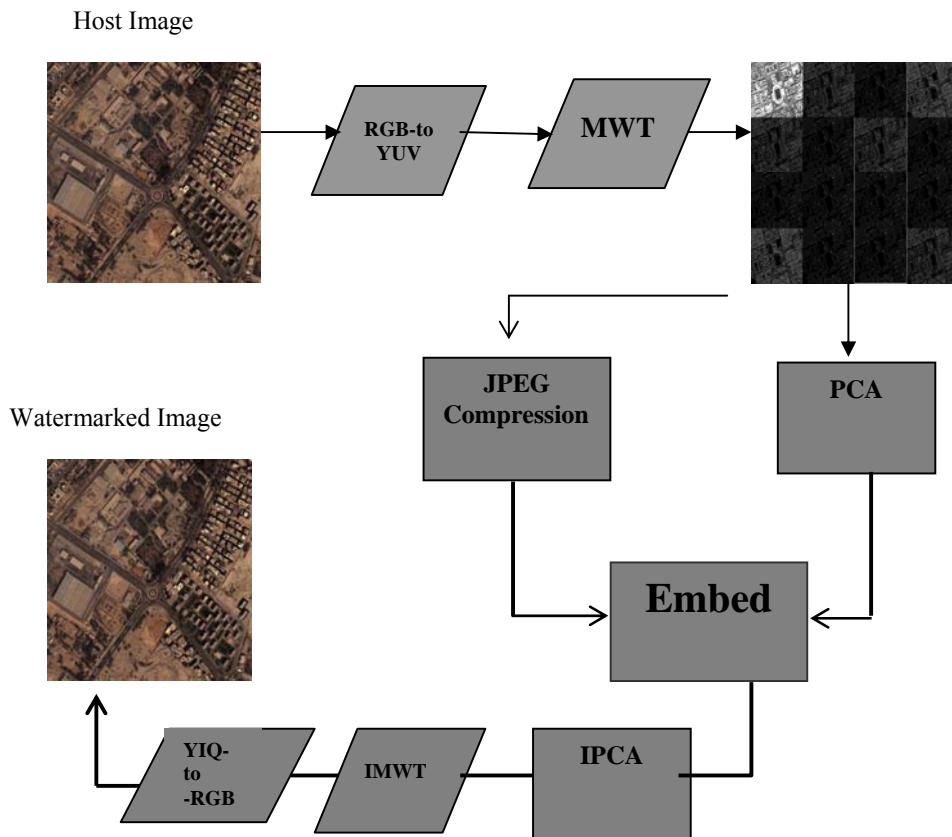 Host Image
RGB-to
YUV
MWT
JPEG
Compression
PCA
Watermarked Image
Embed
YIQ-
to
-RGB
IMWT
IPCA